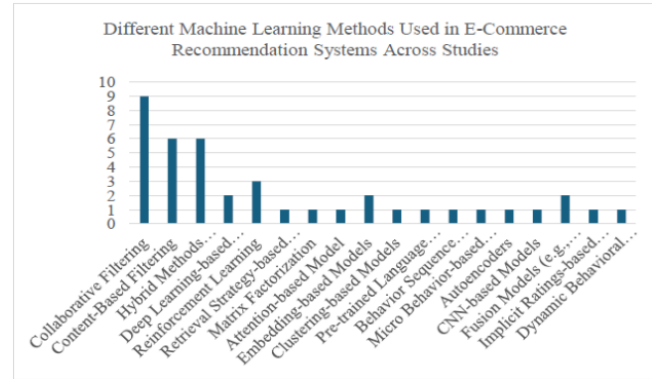 Different Machine Learning Methods Used in E-Commerce
Recommendation Systems Across Studies
10
9
8
7
6
5
4
3
2
1
0
Collaborative Filtering
Content-Based Filtering
Hybrid Methods…
Deep Learning-based…
Reinforcement Learning
Retrieval Strategy-based…
Matrix Factorization
Attention-based Model
Embedding-based Models
Clustering-based Models
Pre-trained Language…
Behavior Sequence…
Micro Behavior-based…
Autoencoders
CNN-based Models
Fusion Models (e.g.,…
Implicit Ratings-based…
Dynamic Behavioral…